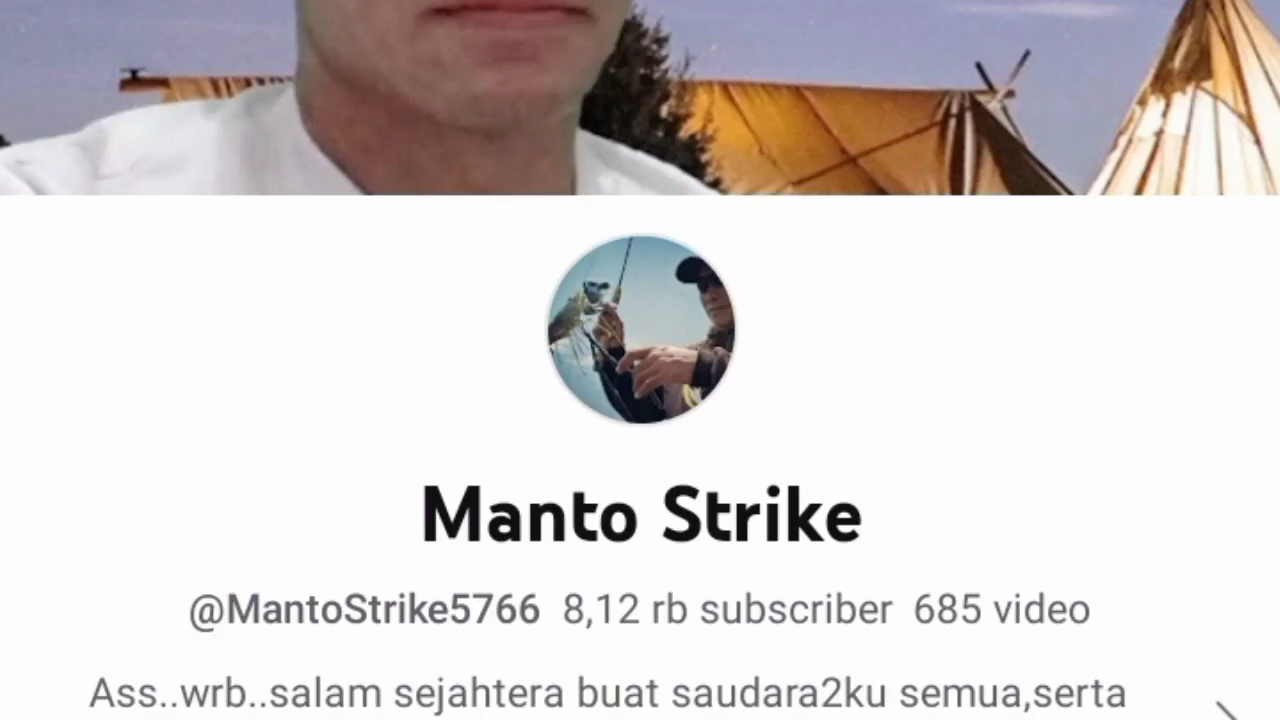 Manto Strike
@MantoStrike5766 8,12 rb subscriber 685 video
Ass..wrb..salam sejahtera buat saudara2ku semua,serta